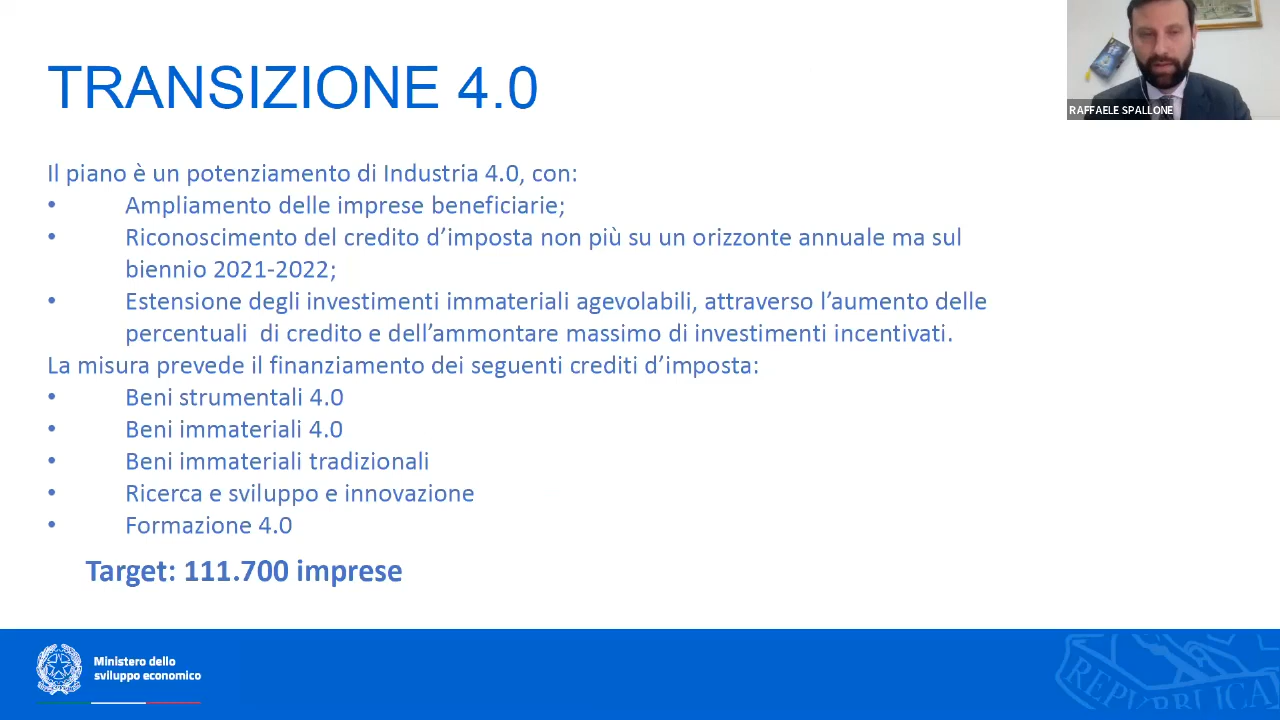 TRANSIZIONE 4.0
RAFFAELE SPALLONE
Il piano è un potenziamento di Industria 4.0, con:
• Ampliamento delle imprese beneficiarie;
• Riconoscimento del credito d’imposta non più su un orizzonte annuale ma sul
biennio 2021-2022;
• Estensione degli investimenti immateriali agevolabili, attraverso l’aumento delle
percentuali  di credito e dell’ammontare massimo di investimenti incentivati.
La misura prevede il finanziamento dei seguenti crediti d’imposta:
• Beni strumentali 4.0
• Beni immateriali 4.0
• Beni immateriali tradizionali
• Ricerca e sviluppo e innovazione
• Formazione 4.0
Target: 111.700 imprese
Ministero dello
sviluppo economico
REPVBBLICA